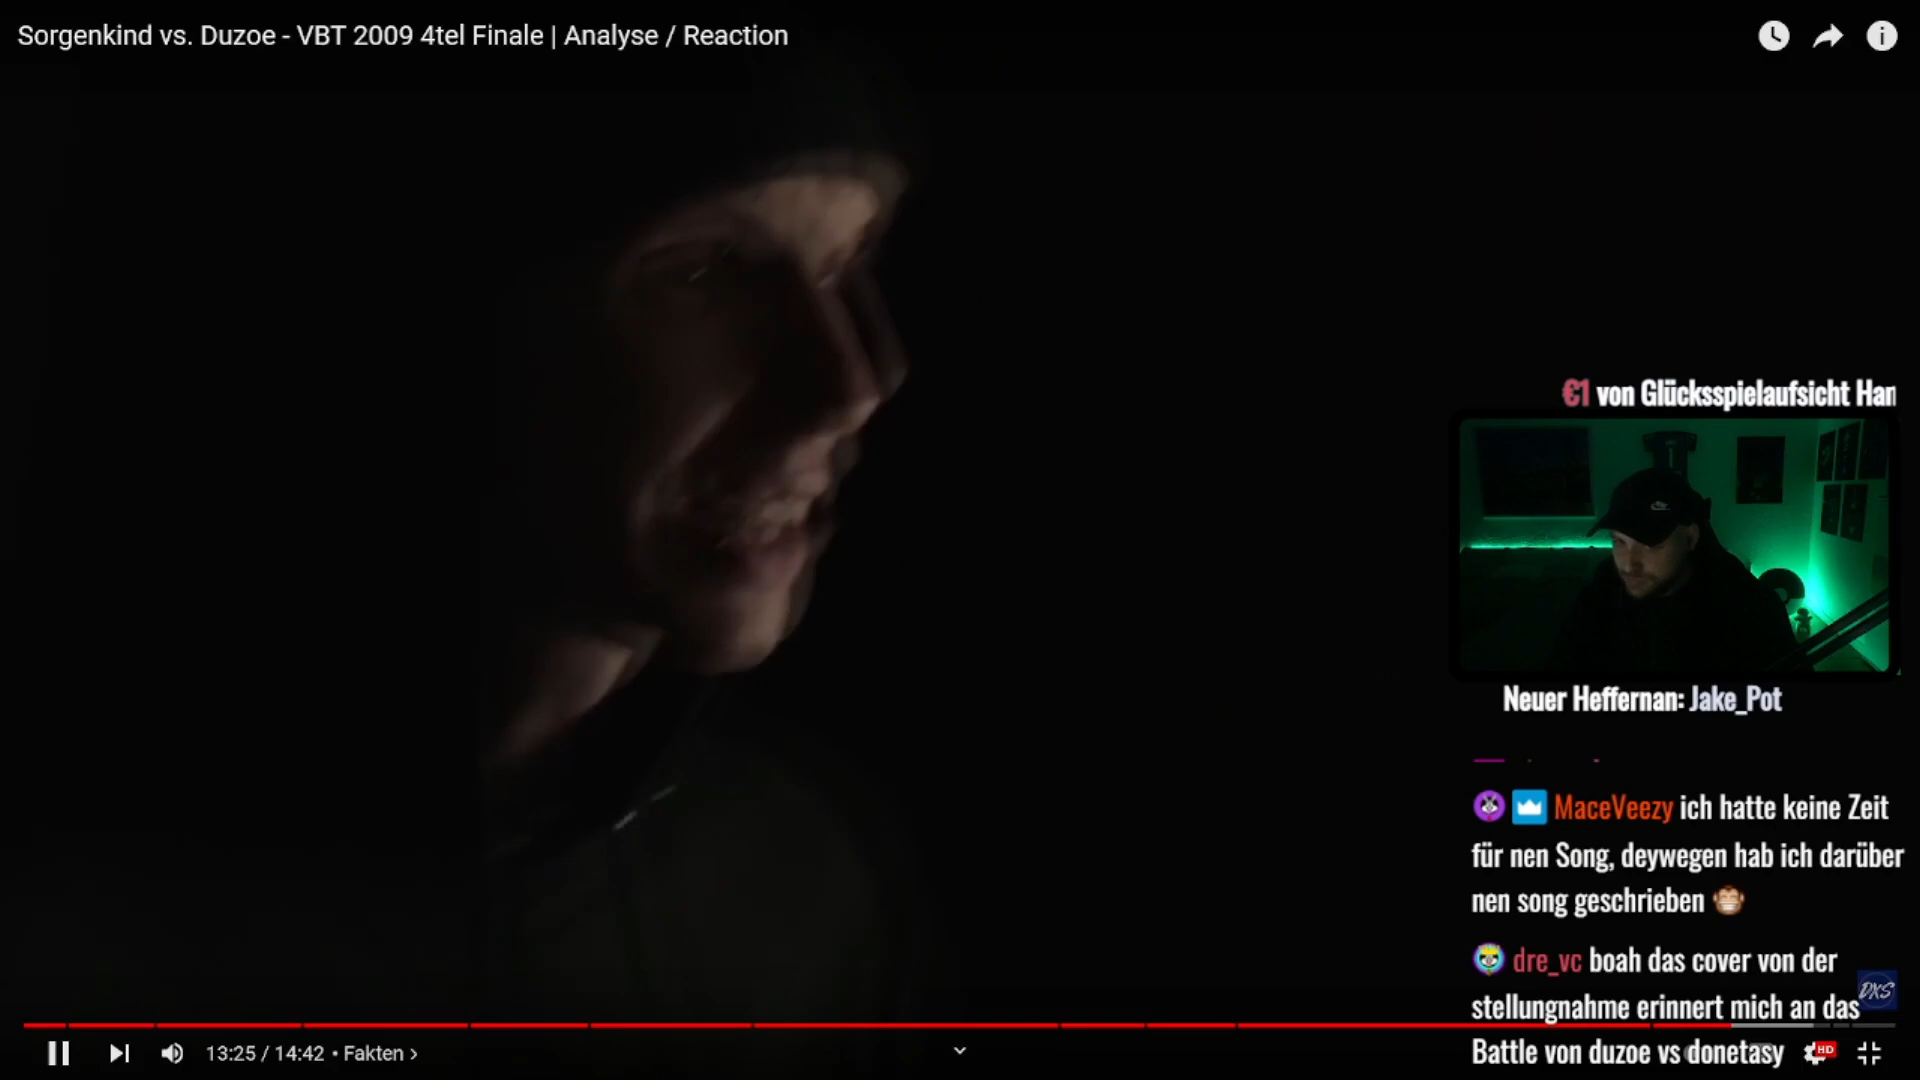 Sorgenkind vs. Duzoe - VBT 2009 4tel Finale | Analyse / Reaction
€1 von Glücksspielaufsicht Han
Neuer Heffernan: Jake_Pot
MaceVeezy ich hatte keine Zeit
für nen Song, deywegen hab ich darüber
nen song geschrieben
dre_vc boah das cover von der
stellungnahme erinnert mich an das
DXS
Battle von duzoe vs donetasy
13:25 / 14:42 • Fakten ›
HD